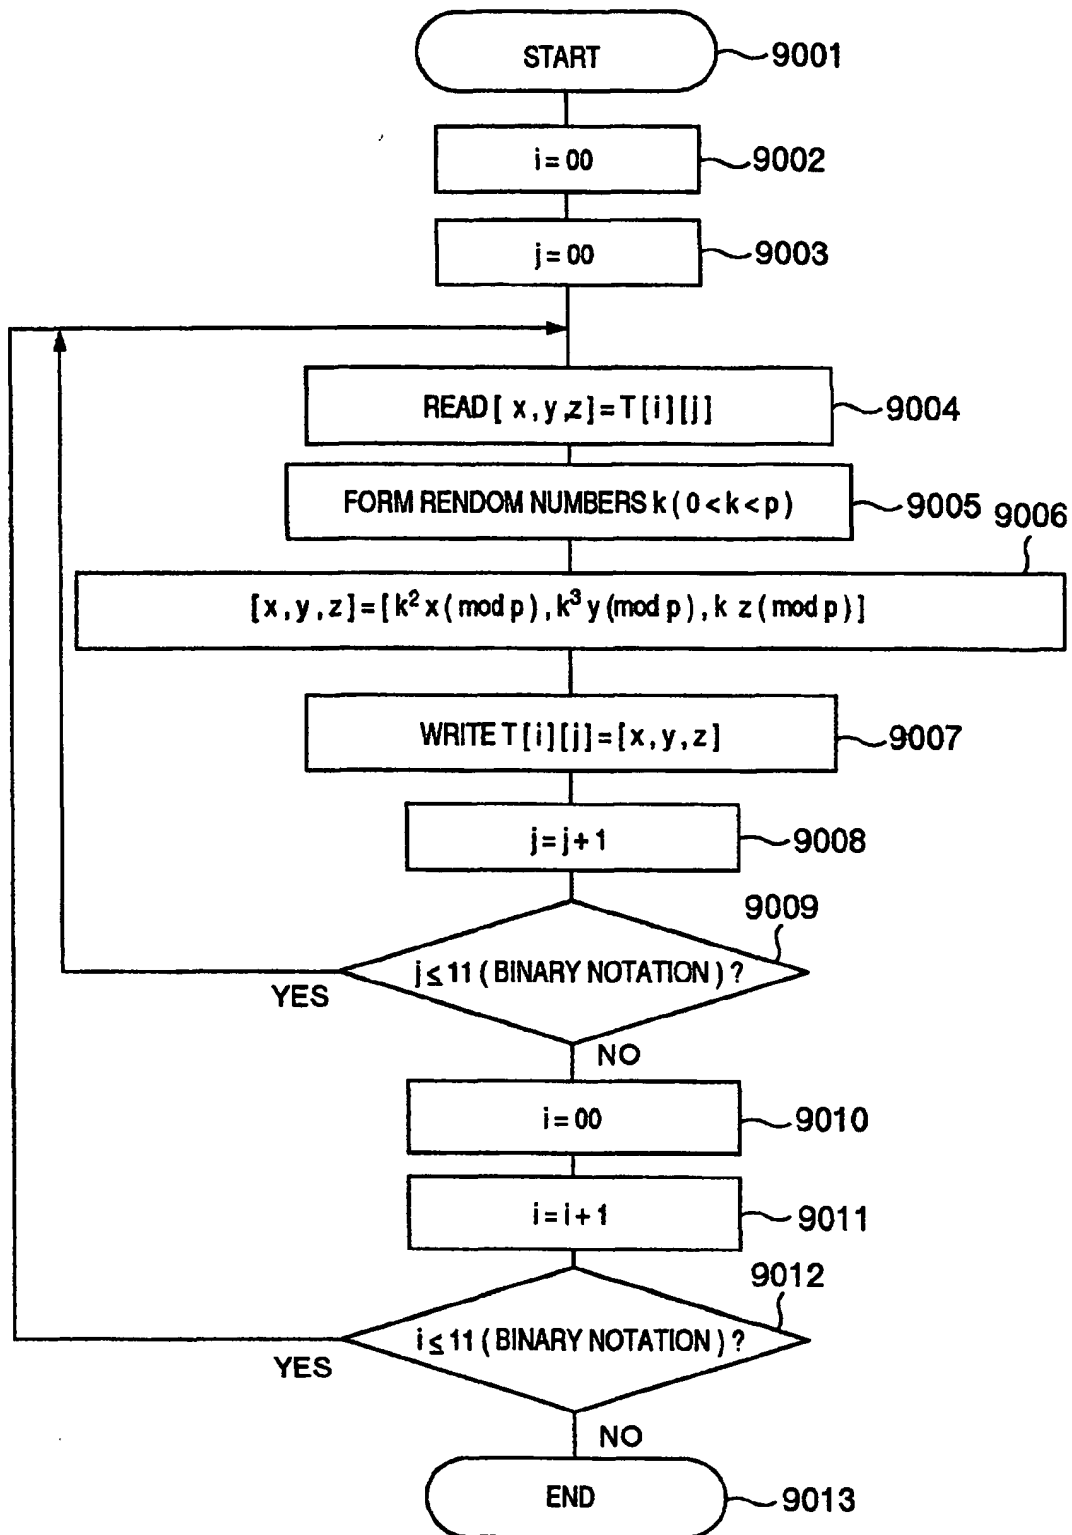 START
9001
i = 00
9002
j = 00
9003
READ [ x , y , z ] = T [ i ] [ j ]
9004
FORM RENDOM NUMBERS k ( 0 < k < p )
9005
9006
[ x , y , z ] = [ k² x ( mod p ) , k³ y ( mod p ) , k z ( mod p ) ]
WRITE T [ i ] [ j ] = [ x , y , z ]
9007
j = j + 1
9008
9009
j ≤ 11 ( BINARY NOTATION ) ?
YES
NO
i = 00
9010
i = i + 1
9011
9012
i ≤ 11 ( BINARY NOTATION ) ?
YES
NO
END
9013